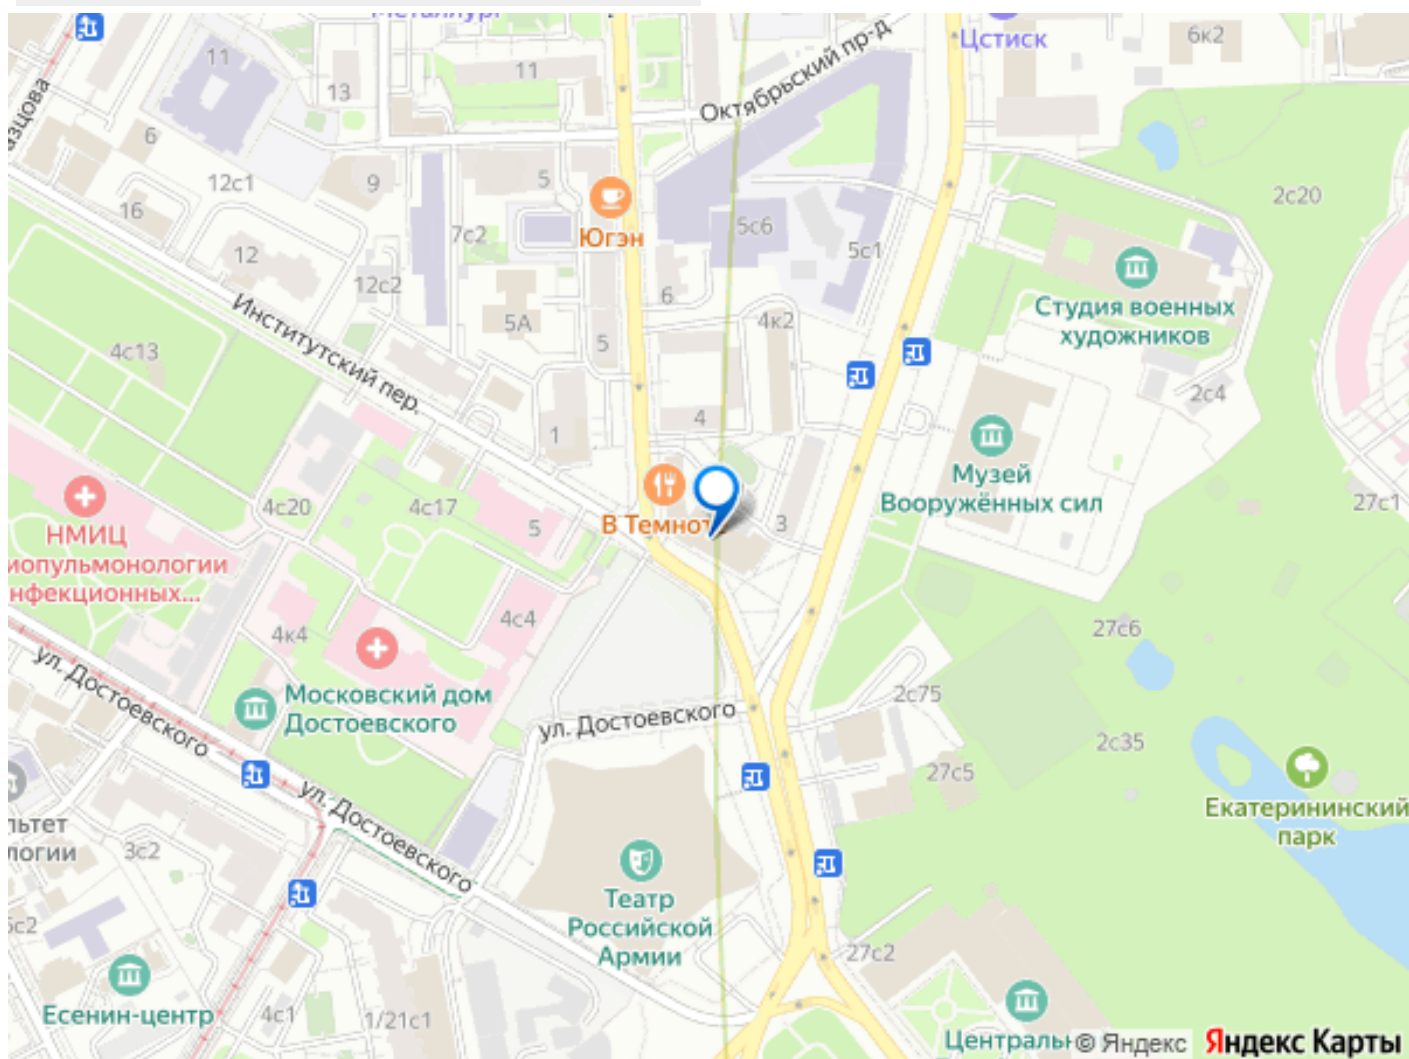 Металлург
Цстиск
6к2
11
11
13
Октябрьский пр-д
6
12с1
9
5
2с20
16
7с2
Югэн
5с6
5с1
12
12с2
6
Студия военных
художников
Институтский пер.
5А
4к2
4с13
5
2с4
4
1
Музей
Вооружённых сил
27с1
4с20
4с17
5
В Темнот
3
НМИЦ
иопульмонологии
нфекционных...
4с4
4к4
27с6
ул. Достоевского
Московский дом
Достоевского
2с75
ул. Достоевского
2с35
27с5
ул. Достоевского
Екатерининский
парк
льтет
логии
3с2
Театр
Российской
Армии
27с2
Есенин-центр
4с1
1/21с1
Централь
© Яндекс
Яндекс Карты